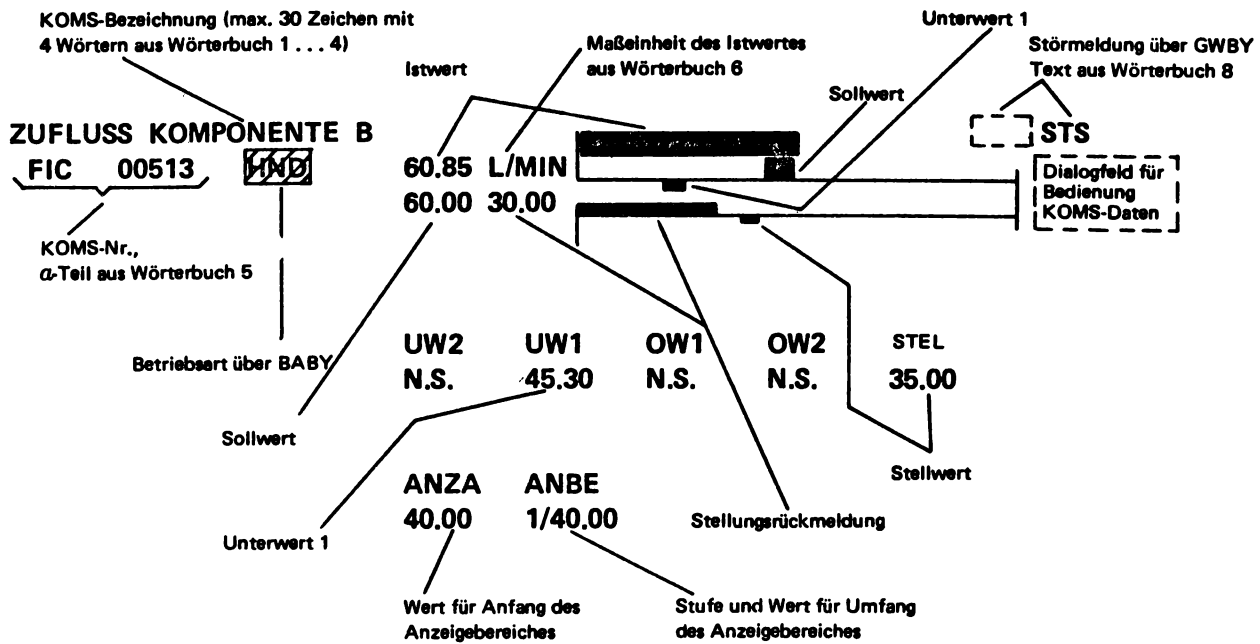 KOMS-Bezeichnung (max. 30 Zeichen mit
4 Wörtern aus Wörterbuch 1 . . . 4)
Istwert
Maßeinheit des Istwertes
aus Wörterbuch 6
Sollwert
Unterwert 1
Störmeldung über GWBY
Text aus Wörterbuch 8
ZUFLUSS KOMPONENTE B
STS
FIC 00513 HND 60.85 L/MIN
60.00 30.00
Dialogfeld für
Bedienung
KOMS-Daten
KOMS-Nr.,
a-Teil aus Wörterbuch 5
Betriebsart über BABY
UW2 UW1 OW1 OW2 STEL
N.S. 45.30 N.S. N.S. 35.00
Sollwert
Stellwert
ANZA ANBE
40.00 1/40.00
Stellungsrückmeldung
Unterwert 1
Wert für Anfang des
Anzeigebereiches
Stufe und Wert für Umfang
des Anzeigebereiches